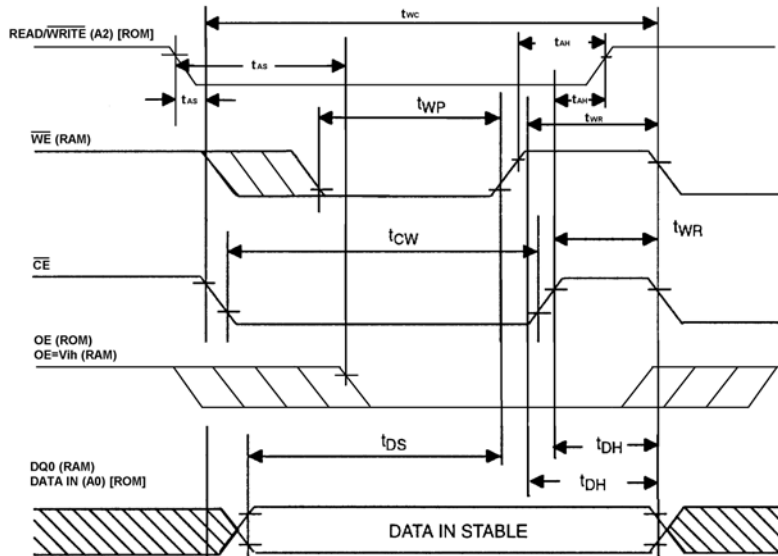 tWC
READ/WRITE (A2) [ROM]
tAH
tAS
tAS
tWP
tAH
tWR
WE (RAM)
tCW
tWR
CE
OE (ROM)
OE=Vih (RAM)
tDS
tDH
tDH
DQ0 (RAM)
DATA IN (A0) [ROM]
DATA IN STABLE